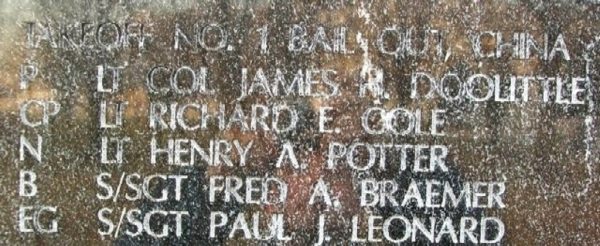 TAKEOFF NO. 1 BAIL OUT, CHINA
P LT COL JAMES H. DOOLITTLE
CP LT RICHARD E. COLE
N LT HENRY A. POTTER
B S/SGT FRED A. BRAEMER
EG S/SGT PAUL J. LEONARD